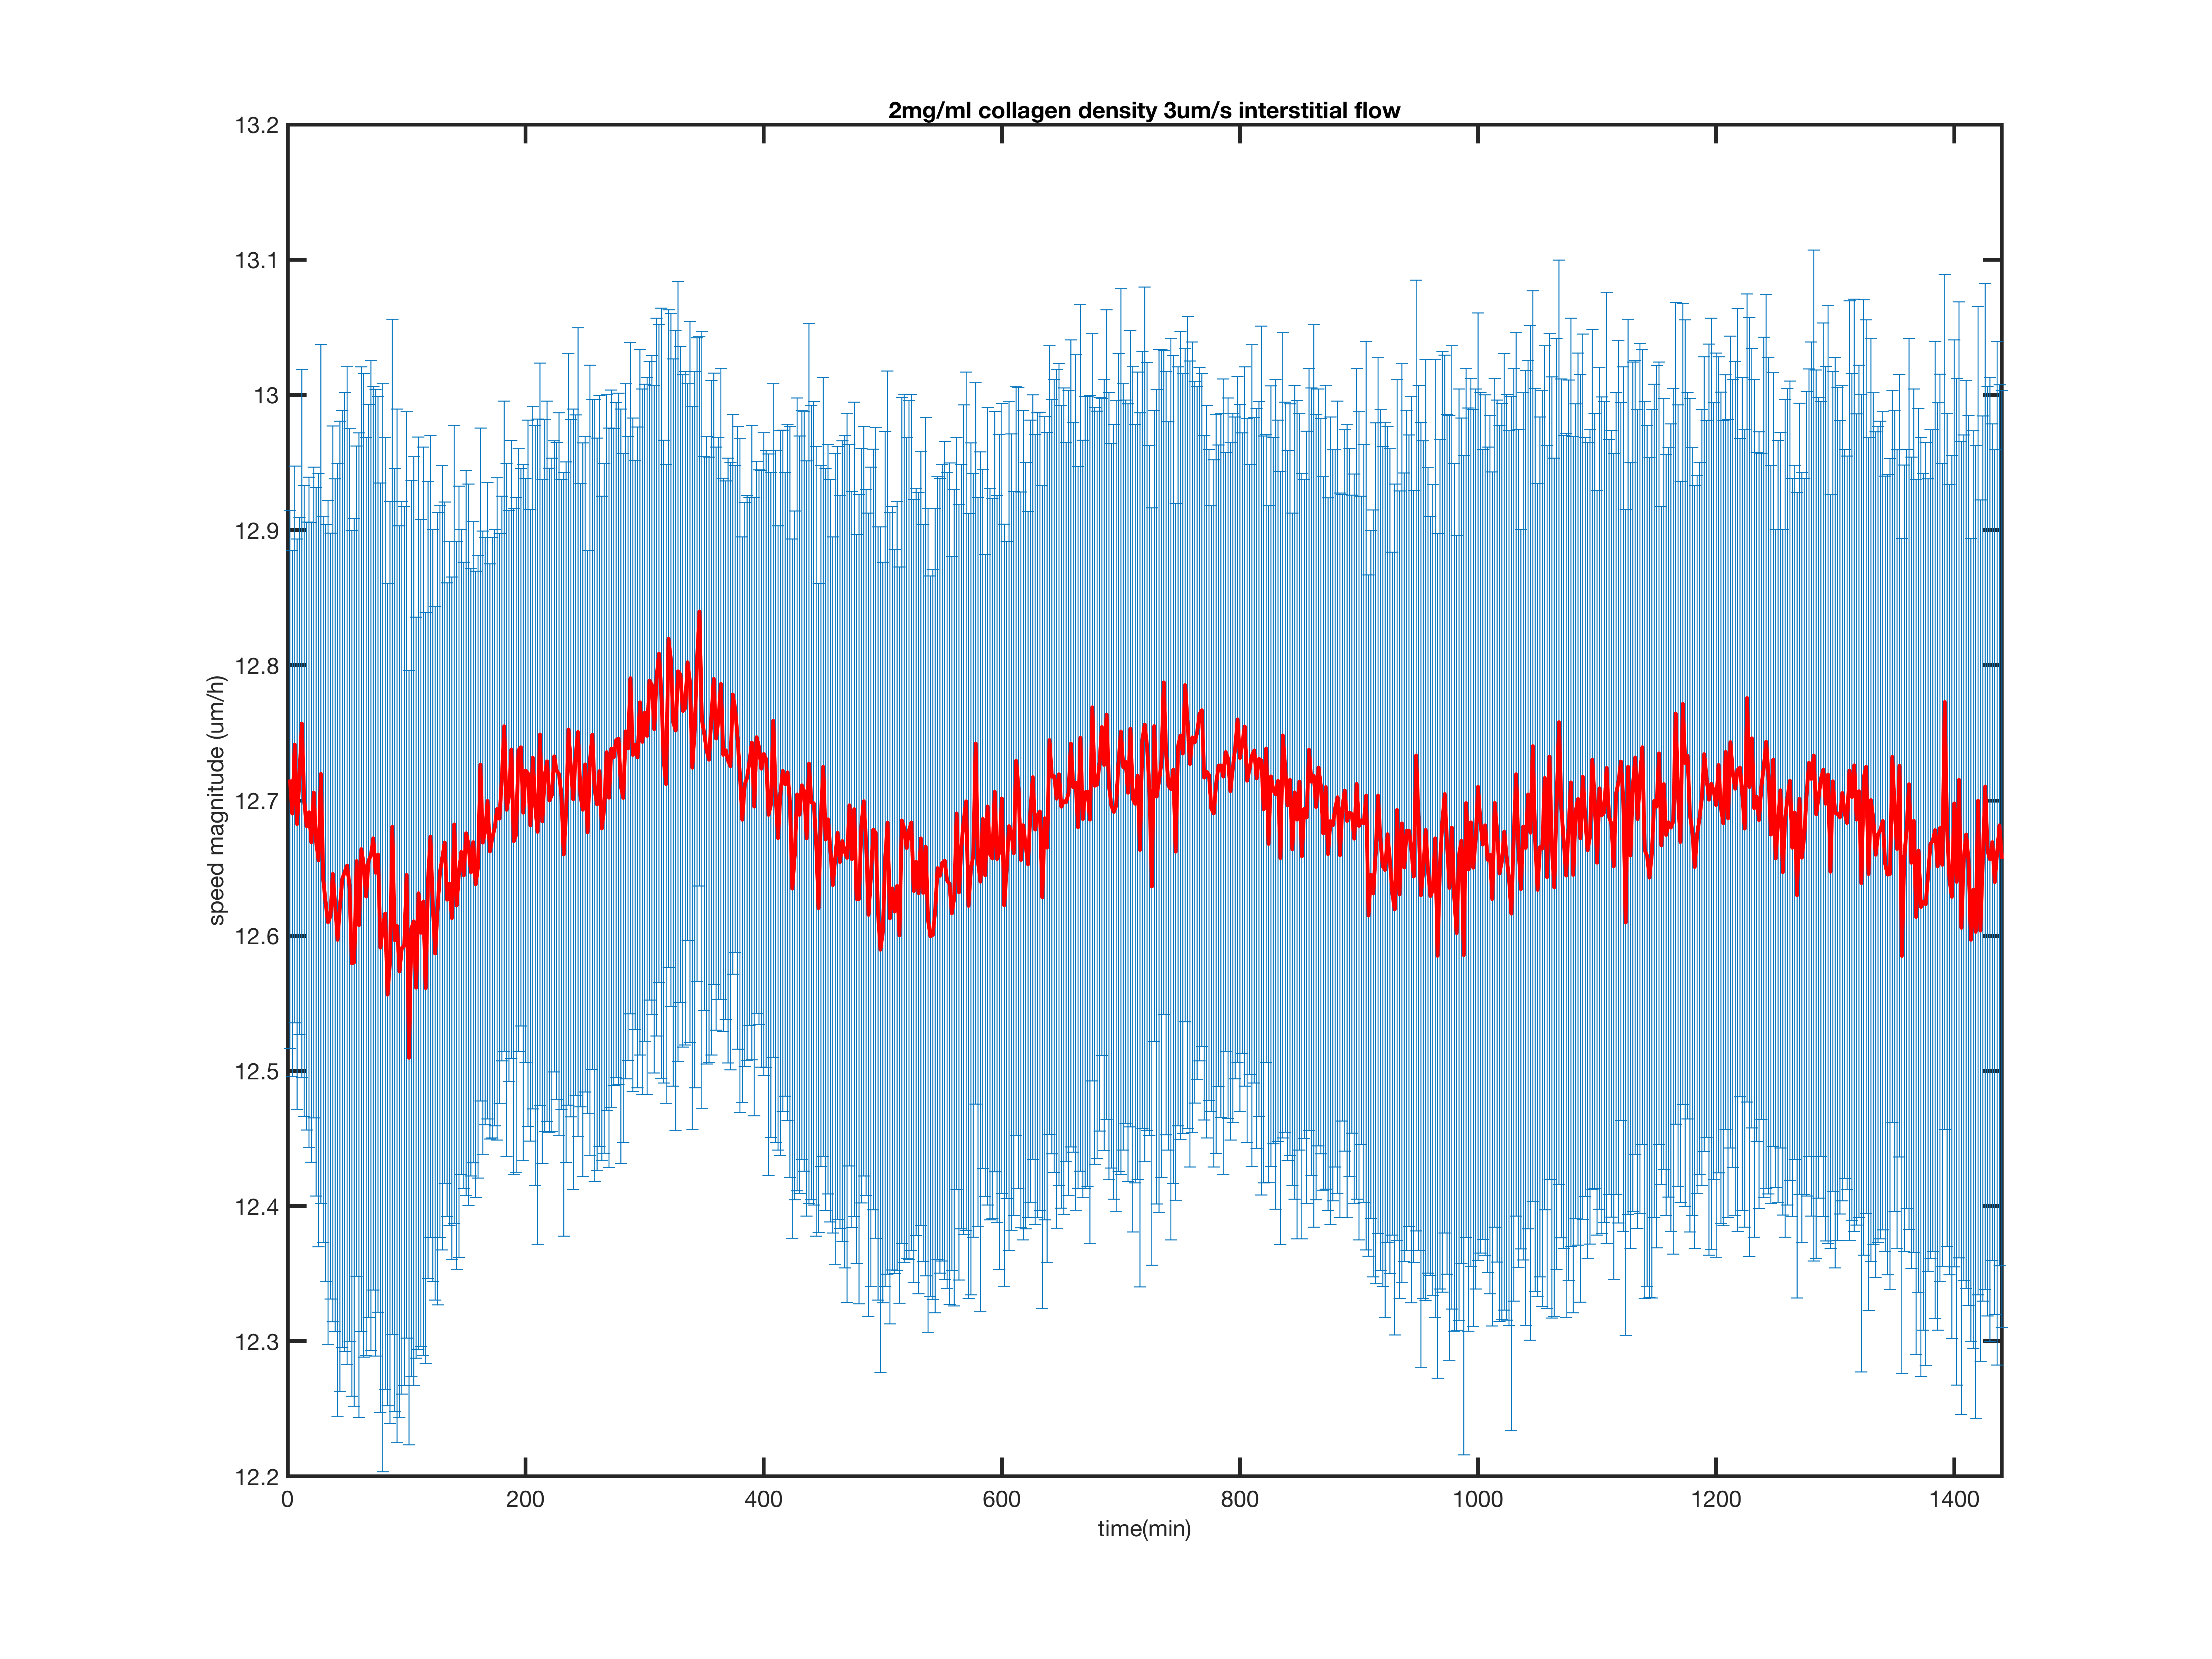 2mg/ml collagen density 3um/s interstitial flow
13.2
13.1
13
12.9
12.8
12.7
12.6
12.5
12.4
12.3
12.2
speed magnitude (um/h)
0 200 400 600 800 1000 1200 1400
time(min)